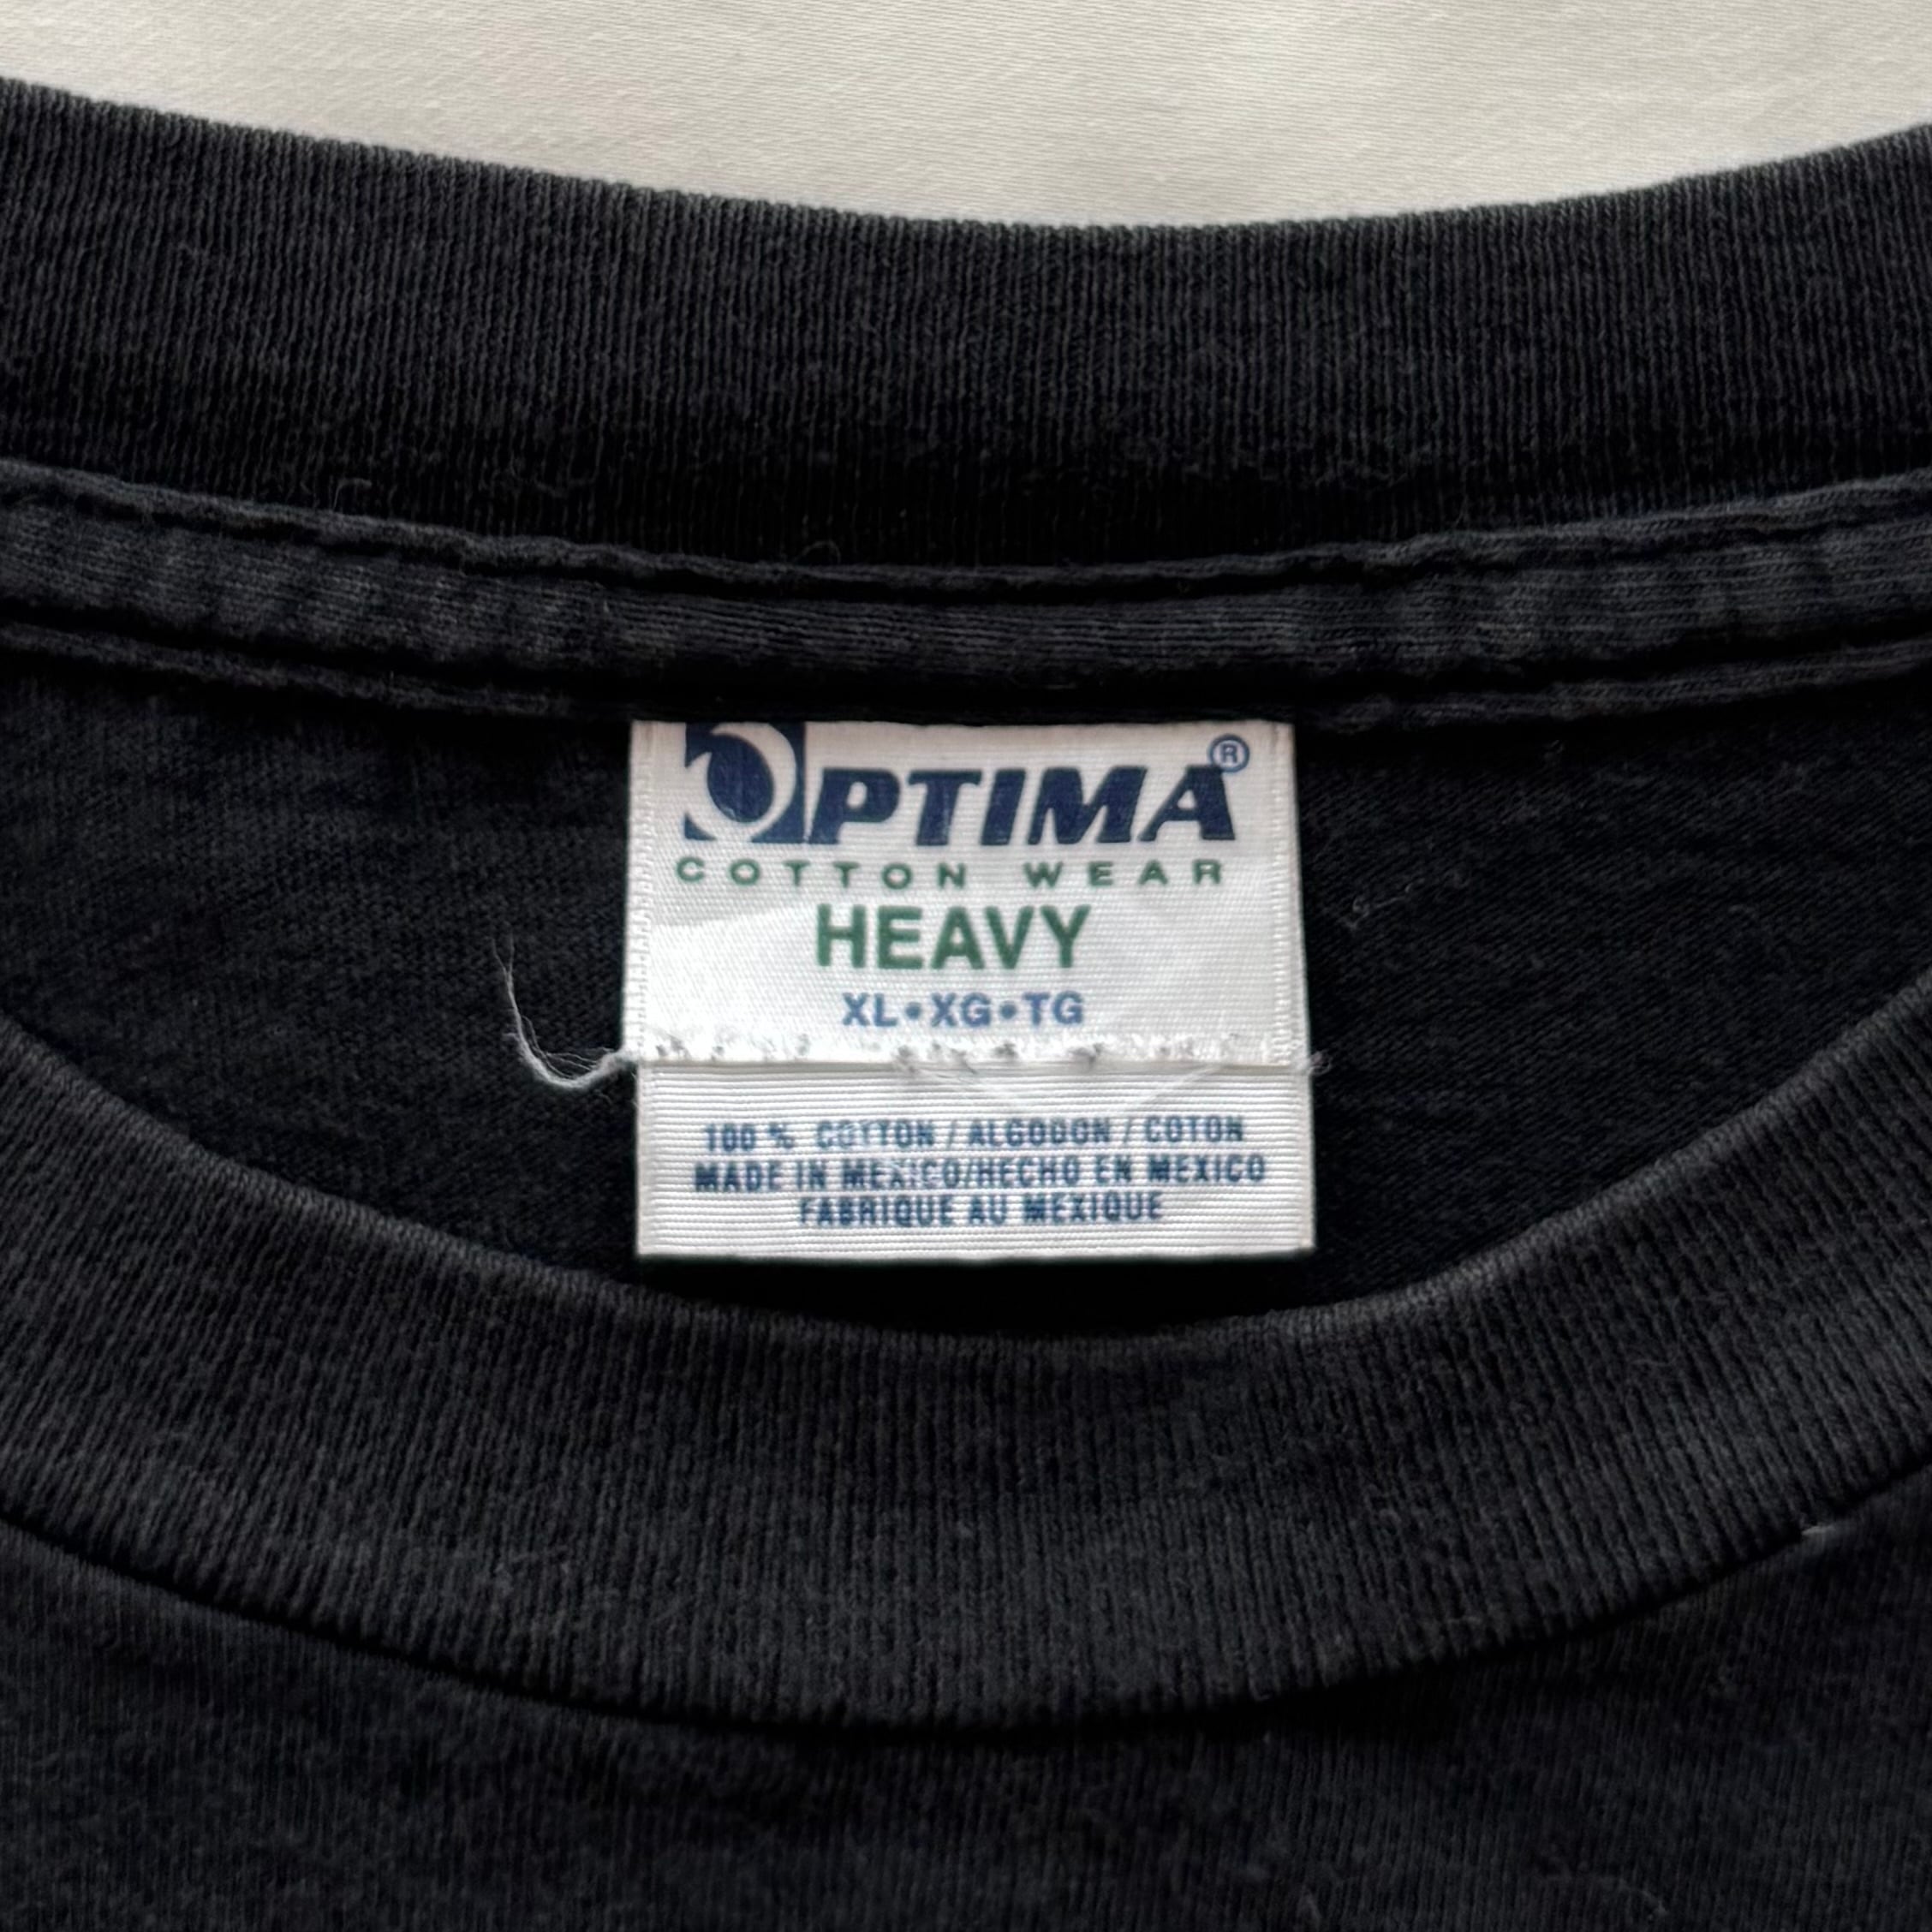 OPTIMA®
COTTON WEAR
HEAVY
XL•XG•TG
100 % COTTON / ALGODON / COTON
MADE IN MEXICO/HECHO EN MEXICO
FABRIQUE AU MEXIQUE